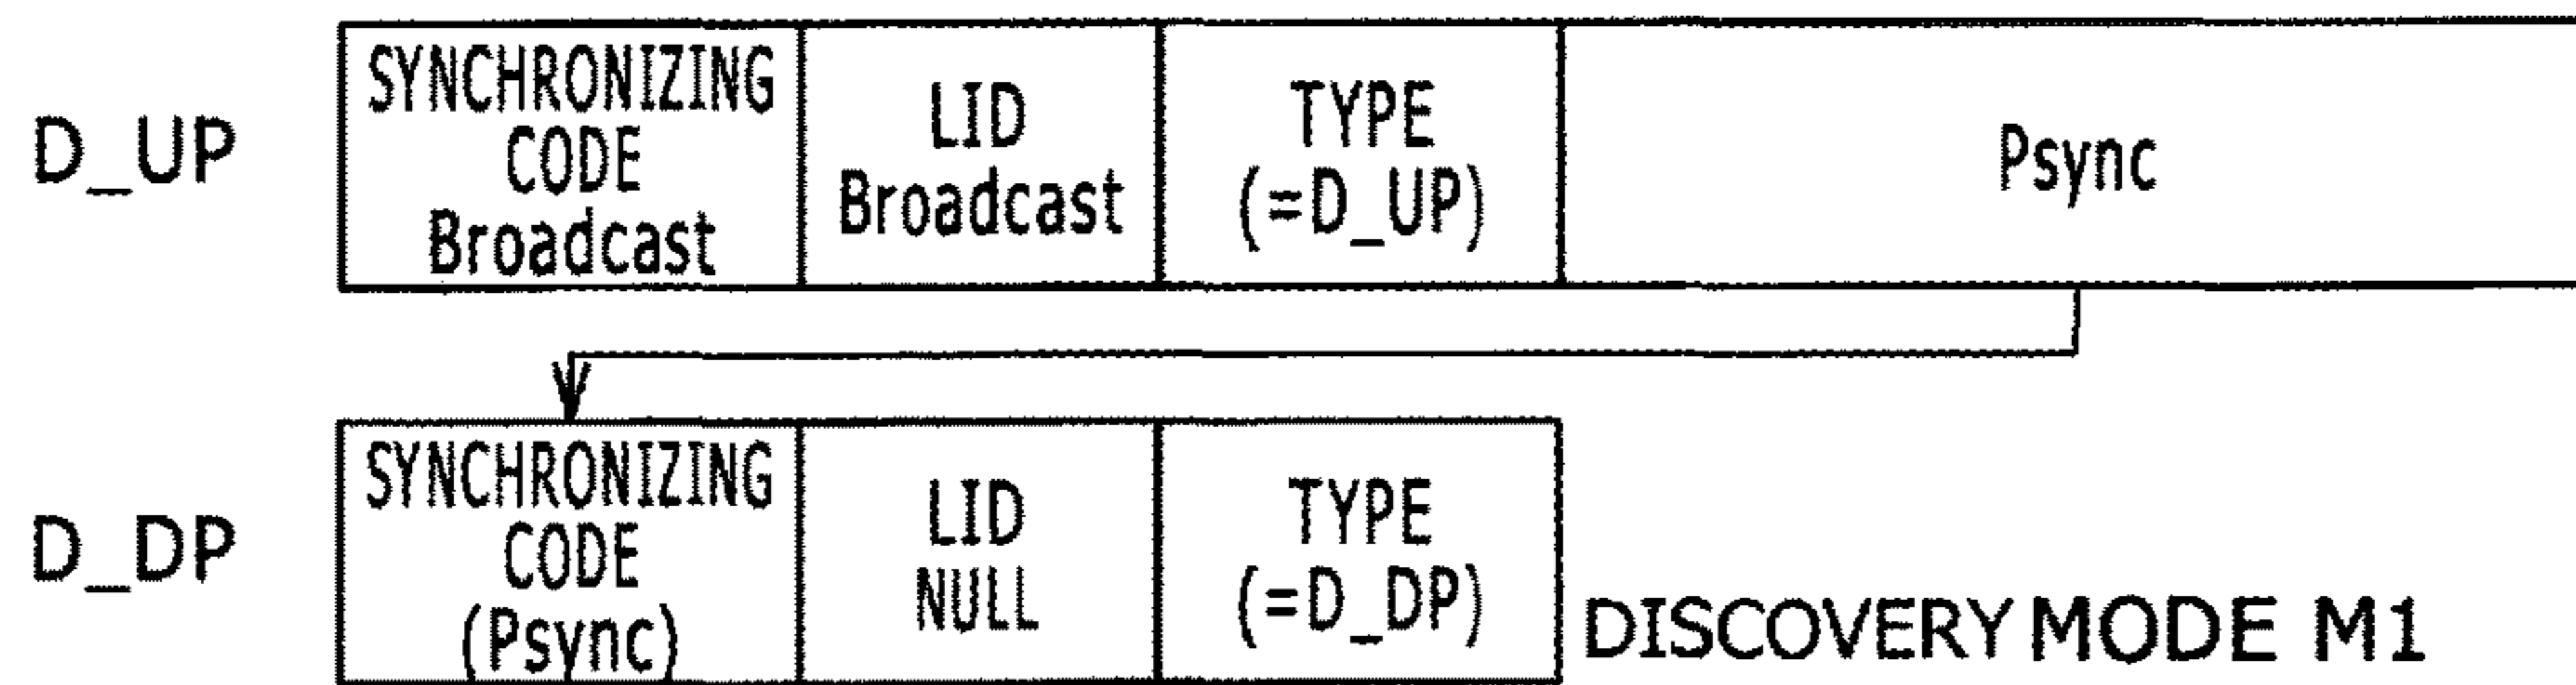 D_UP
SYNCHRONIZING
CODE
Broadcast
LID
Broadcast
TYPE
(=D_UP)
Psync
D_DP
SYNCHRONIZING
CODE
(Psync)
LID
NULL
TYPE
(=D_DP)
DISCOVERY MODE M1